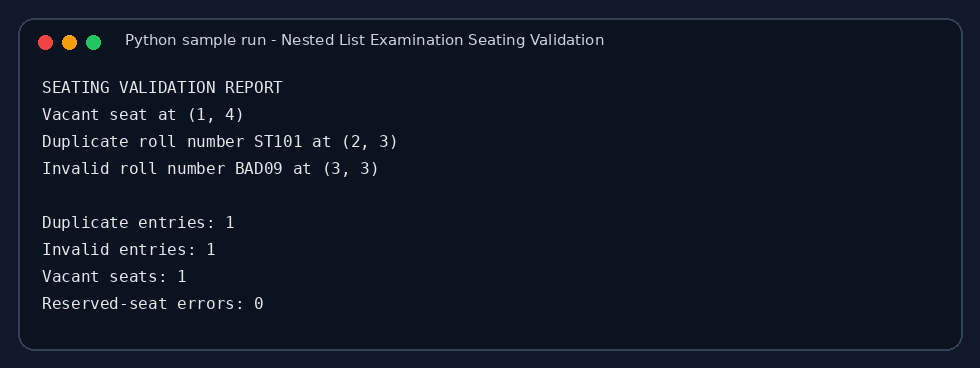 Python sample run - Nested List Examination Seating Validation
SEATING VALIDATION REPORT
Vacant seat at (1, 4)
Duplicate roll number ST101 at (2, 3)
Invalid roll number BAD09 at (3, 3)
Duplicate entries: 1
Invalid entries: 1
Vacant seats: 1
Reserved-seat errors: 0